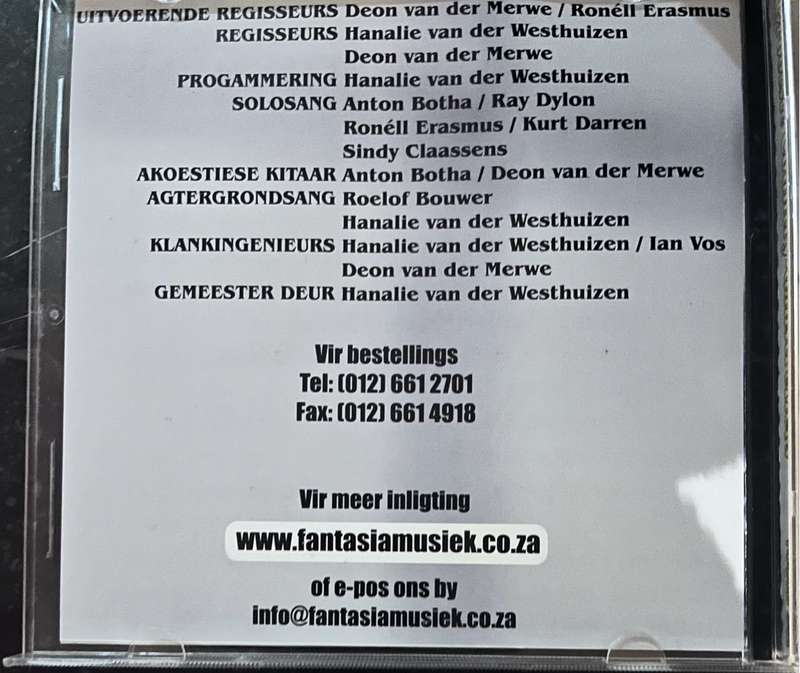 UITVOERENDE REGISSEURS Deon van der Merwe / Ronéll Erasmus
REGISSEURS Hanalie van der Westhuizen
Deon van der Merwe
PROGAMMERING Hanalie van der Westhuizen
SOLOSANG Anton Botha / Ray Dylon
Ronéll Erasmus / Kurt Darren
Sindy Claassens
AKOESTIESE KITAAR Anton Botha / Deon van der Merwe
AGTERGRONDSANG Roelof Bouwer
Hanalie van der Westhuizen
KLANKINGENIEURS Hanalie van der Westhuizen / Ian Vos
Deon van der Merwe
GEMEESTER DEUR Hanalie van der Westhuizen
Vir bestellings
Tel: (012) 661 2701
Fax: (012) 661 4918
Vir meer inligting
www.fantasiamusiek.co.za
of e-pos ons by
info@fantasiamusiek.co.za